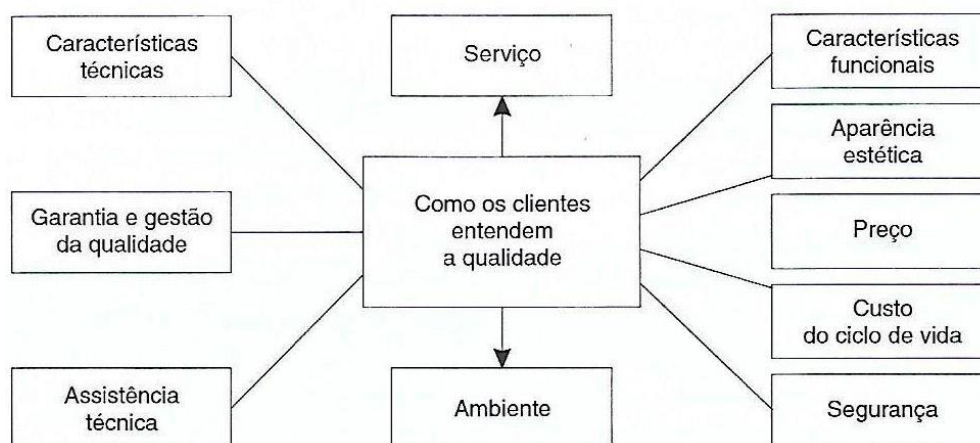 Características
técnicas
Serviço
Características
funcionais
Aparência
estética
Garantia e gestão
da qualidade
Como os clientes
entendem
a qualidade
Preço
Custo
do ciclo de vida
Assistência
técnica
Ambiente
Segurança